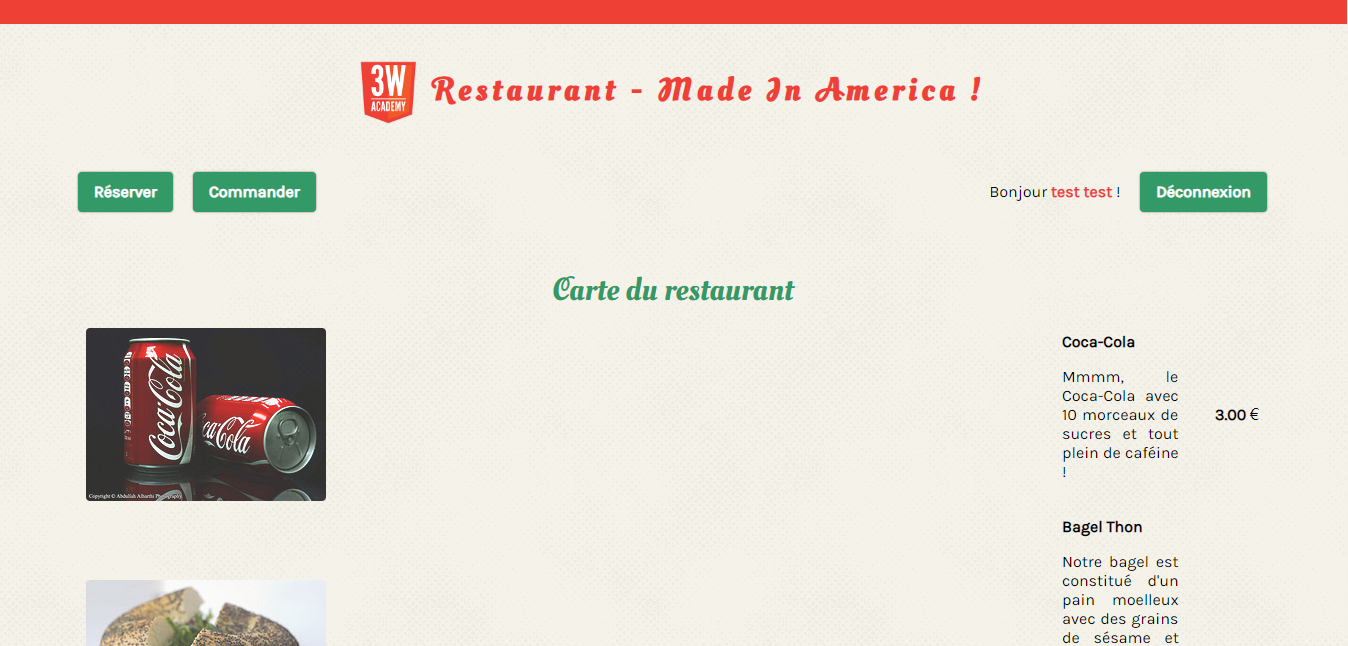 3W
ACADEMY
Restaurant - Made In America !
Réserver
Commander
Bonjour test test !
Déconnexion
Carte du restaurant
Coca-Cola
Coca-Cola
Copyright © Abdullah Alharthi Photography
Coca-Cola
Mmmm, le
Coca-Cola avec
10 morceaux de
sucres et tout
plein de caféine
!
3.00 €
Bagel Thon
Notre bagel est
constitué d'un
pain moelleux
avec des grains
de sésame et